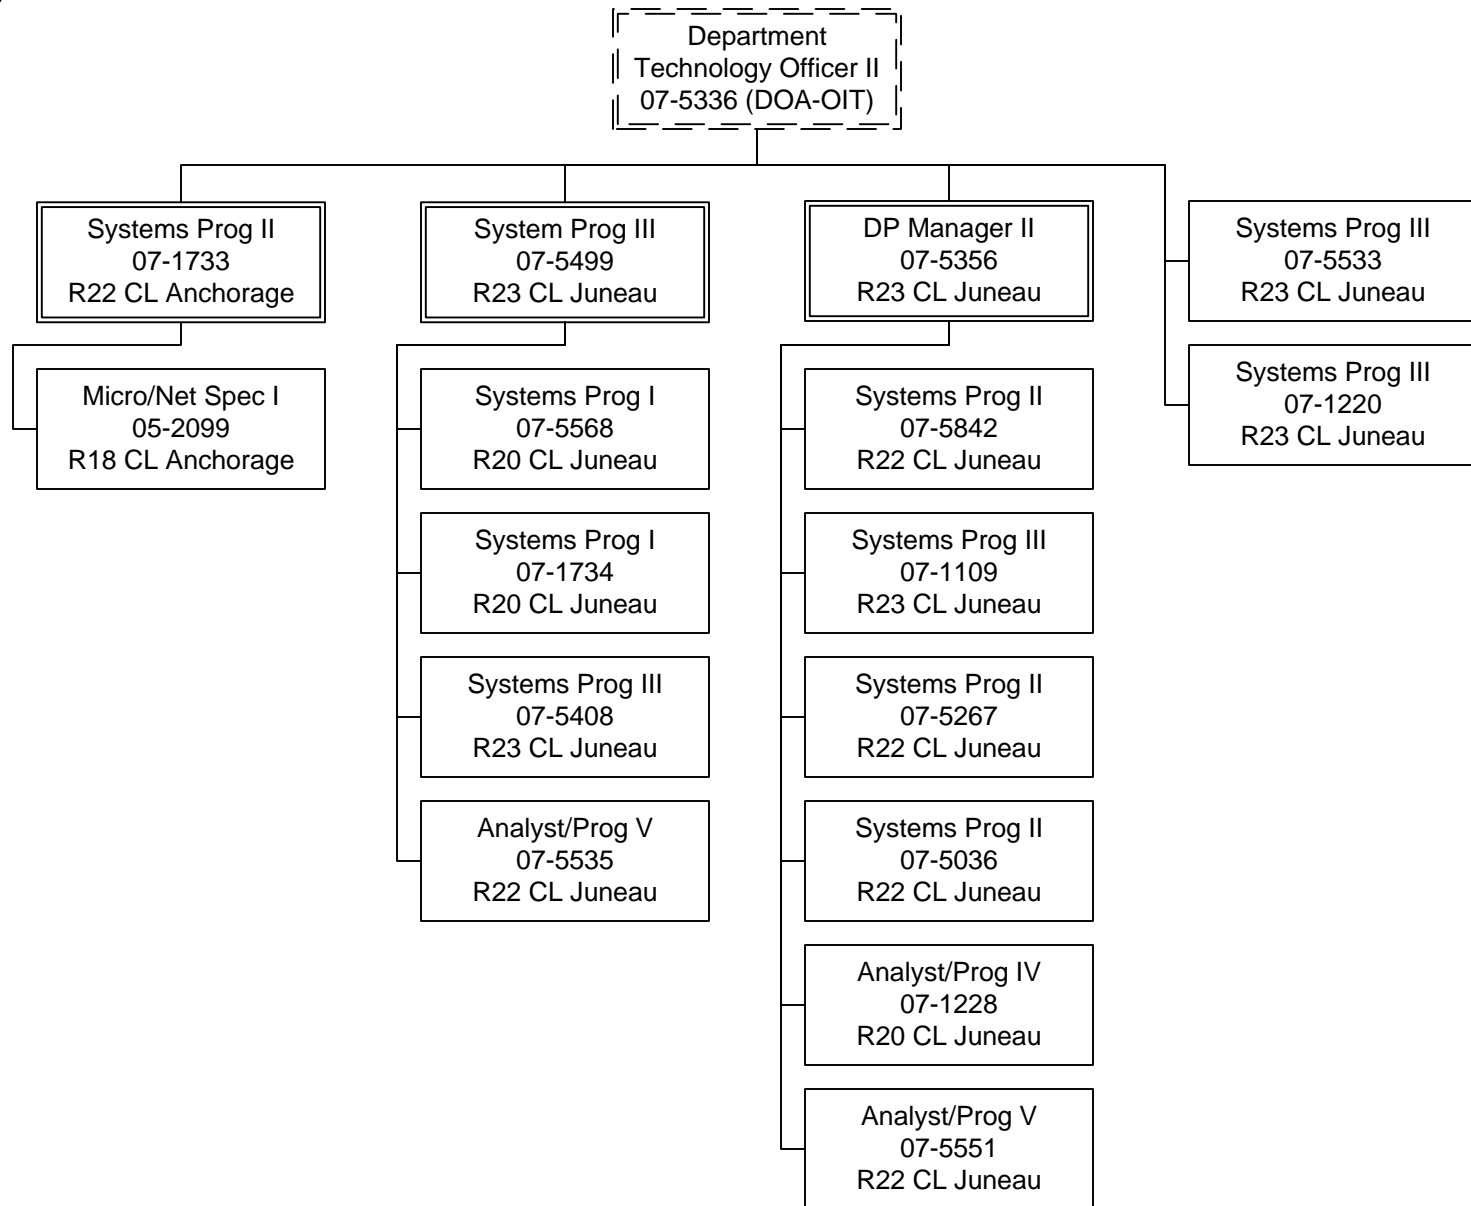 Department
Technology Officer II
07-5336 (DOA-OIT)
Systems Prog II
07-1733
R22 CL Anchorage
Micro/Net Spec I
05-2099
R18 CL Anchorage
System Prog III
07-5499
R23 CL Juneau
Systems Prog I
07-5568
R20 CL Juneau
Systems Prog I
07-1734
R20 CL Juneau
Systems Prog III
07-5408
R23 CL Juneau
Analyst/Prog V
07-5535
R22 CL Juneau
DP Manager II
07-5356
R23 CL Juneau
Systems Prog II
07-5842
R22 CL Juneau
Systems Prog III
07-1109
R23 CL Juneau
Systems Prog II
07-5267
R22 CL Juneau
Systems Prog II
07-5036
R22 CL Juneau
Analyst/Prog IV
07-1228
R20 CL Juneau
Analyst/Prog V
07-5551
R22 CL Juneau
Systems Prog III
07-5533
R23 CL Juneau
Systems Prog III
07-1220
R23 CL Juneau